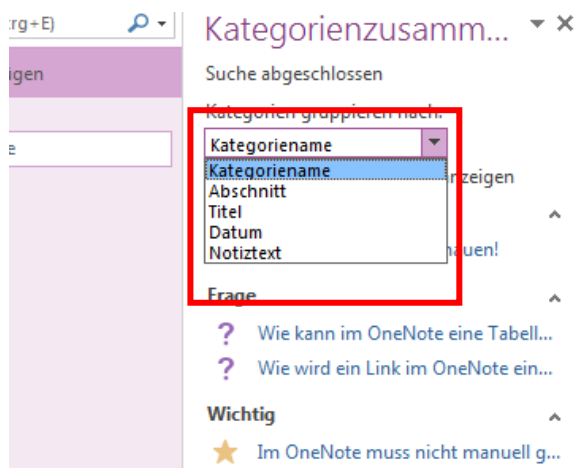 :rg+E)
Kategorienzusamm...
igen
Suche abgeschlossen
Kategorien gruppieren nach:
e
Kategoriename
Kategoriename
nzeigen
Abschnitt
Titel
Datum
Notiztext
hauen!
Frage
? Wie kann im OneNote eine Tabell...
? Wie wird ein Link im OneNote ein...
Wichtig
Im OneNote muss nicht manuell g...